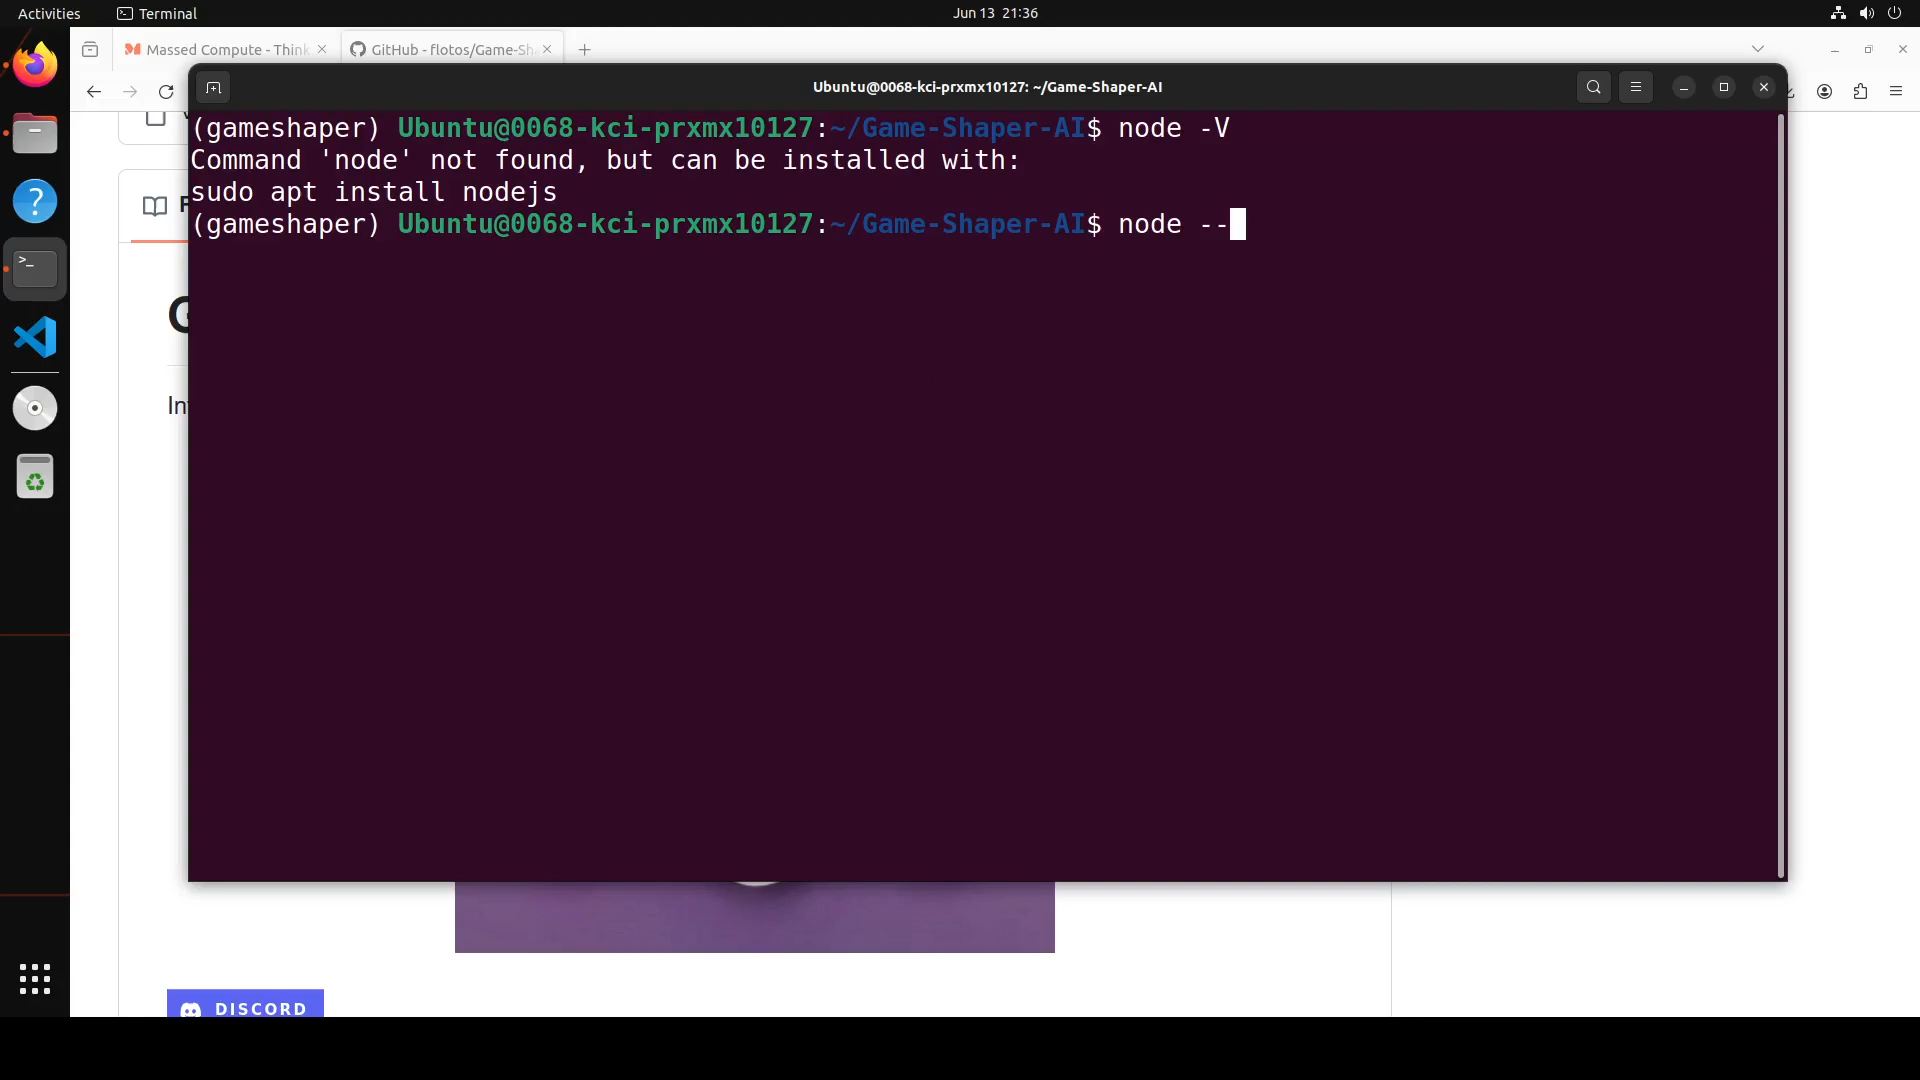 Activities
Terminal
Jun 13 21:36
Massed Compute - Think
GitHub - flotos/Game-Sh
Ubuntu@0068-kci-prxmx10127: ~/Game-Shaper-AI
(gameshaper) Ubuntu@0068-kci-prxmx10127:~/Game-Shaper-AI$ node -V
Command 'node' not found, but can be installed with:
sudo apt install nodejs
(gameshaper) Ubuntu@0068-kci-prxmx10127:~/Game-Shaper-AI$ node --
DISCORD